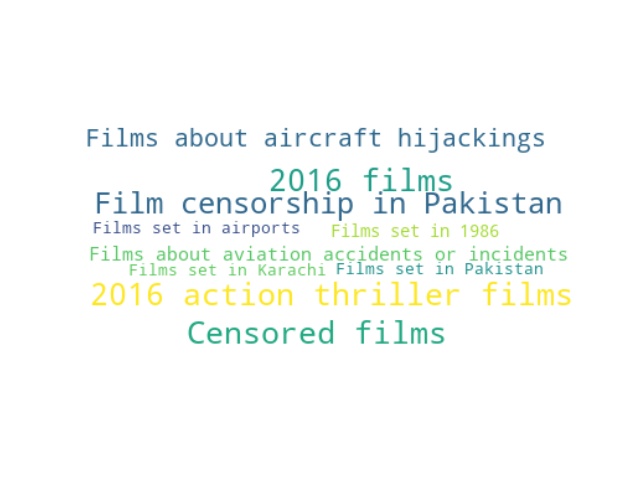 Films about aircraft hijackings
2016 films
Film censorship in Pakistan
Films set in airports
Films set in 1986
Films about aviation accidents or incidents
Films set in Karachi
Films set in Pakistan
2016 action thriller films
Censored films